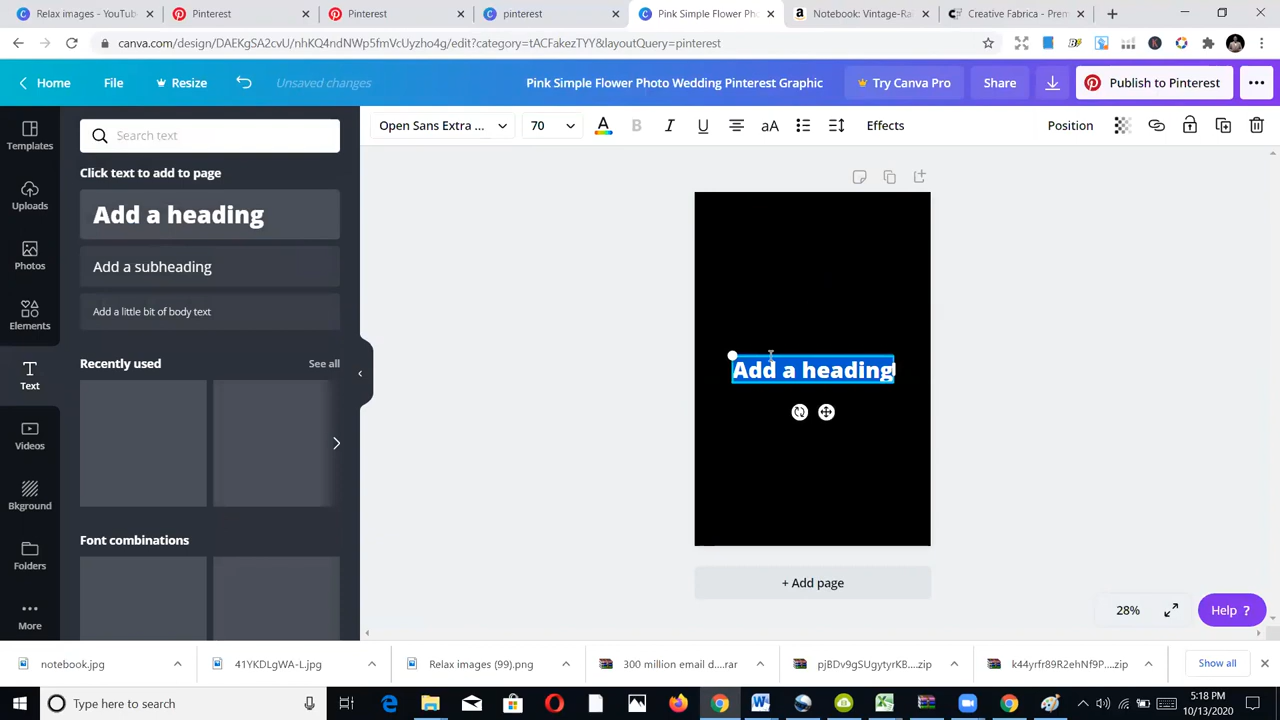 Relax images - YouTu
Pinterest
Pinterest
pinterest
Pink Simple Flower Pho
Notebook: Vintage-Ra
Creative Fabrica - Prem
canva.com/design/DAEKgSA2cvU/nhKQ4ndNWp5fmVcUyzho4g/edit?category=tACFakezTYY&layoutQuery=pinterest
Home
File
Resize
Unsaved changes
Pink Simple Flower Photo Wedding Pinterest Graphic
Try Canva Pro
Share
Publish to Pinterest
Templates
Search text
Open Sans Extra ...
70
B
I
U
A
aA
Effects
Position
Click text to add to page
Uploads
Add a heading
Photos
Add a subheading
Elements
Add a little bit of body text
Text
Recently used
See all
Add a heading
Videos
Bkground
Font combinations
Folders
+ Add page
More
28%
Help ?
notebook.jpg
41YKDLgWA-L.jpg
Relax images (99).png
300 million email d....rar
pjBDv9gSUgytyrKB....zip
k44yrfr89R2ehNf9P....zip
Show all
Type here to search
5:18 PM
10/13/2020